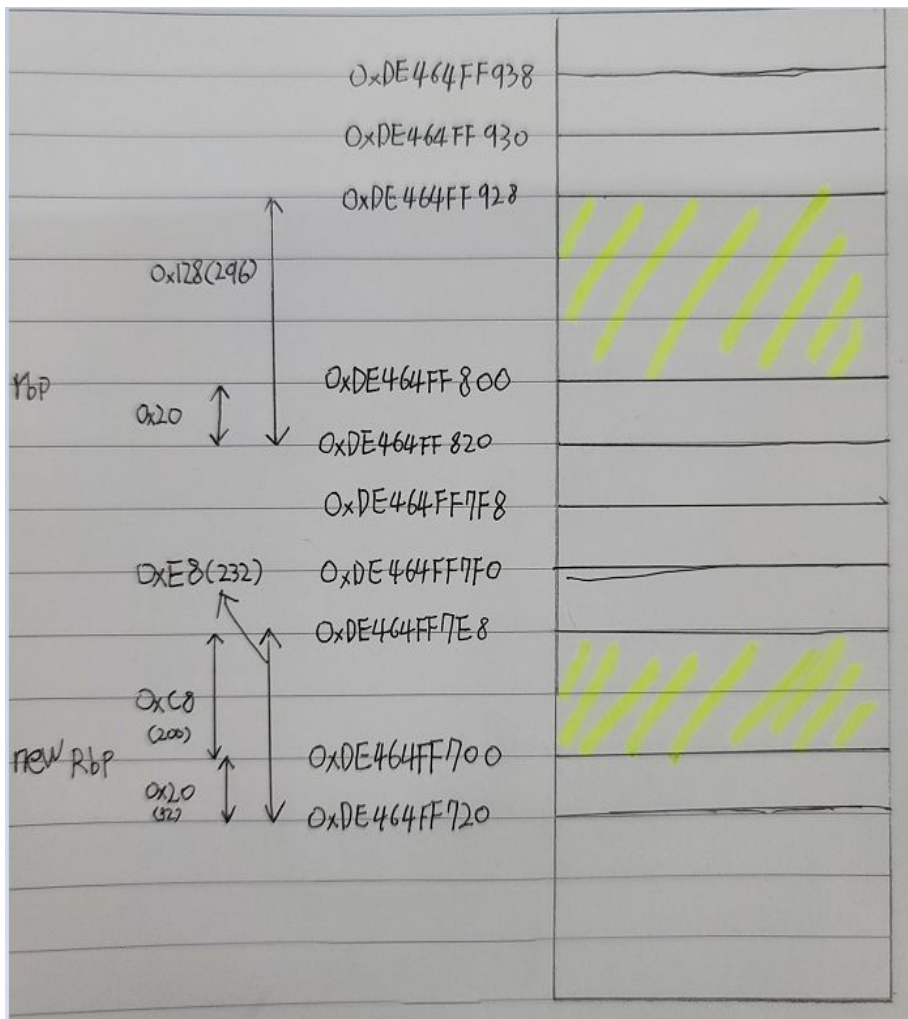 0xDE464FF938
0xDE464FF930
0xDE464FF928
0x128(296)
rbp
0xDE464FF800
0x20
0xDE464FF820
0xDE464FF7F8
0xE8(232)
0xDE464FF7F0
0xDE464FF7E8
0xC8
(200)
new Rbp
0xDE464FF700
0x20
(32)
0xDE464FF720